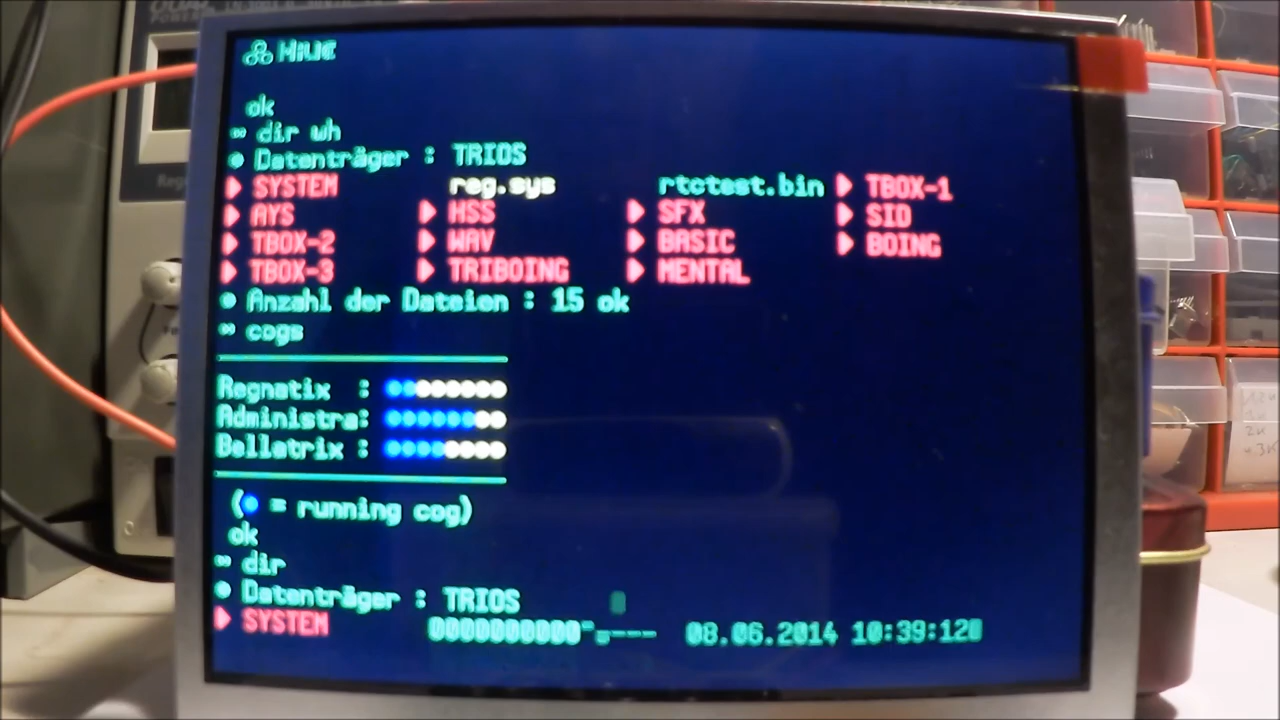 Hive
ok
dir wh
Datenträger : TRIOS
SYSTEM reg.sys rtctest.bin TBOX-1
AYS HSS SFX SID
TBOX-2 WAV BASIC BOING
TBOX-3 TRIBOING MENTAL
Anzahl der Dateien : 15 ok
cogs
Regnatix :
Administra:
Bellatrix :
( = running cog)
ok
dir
Datenträger : TRIOS
SYSTEM 0000000000 08.06.2014 10:39:12